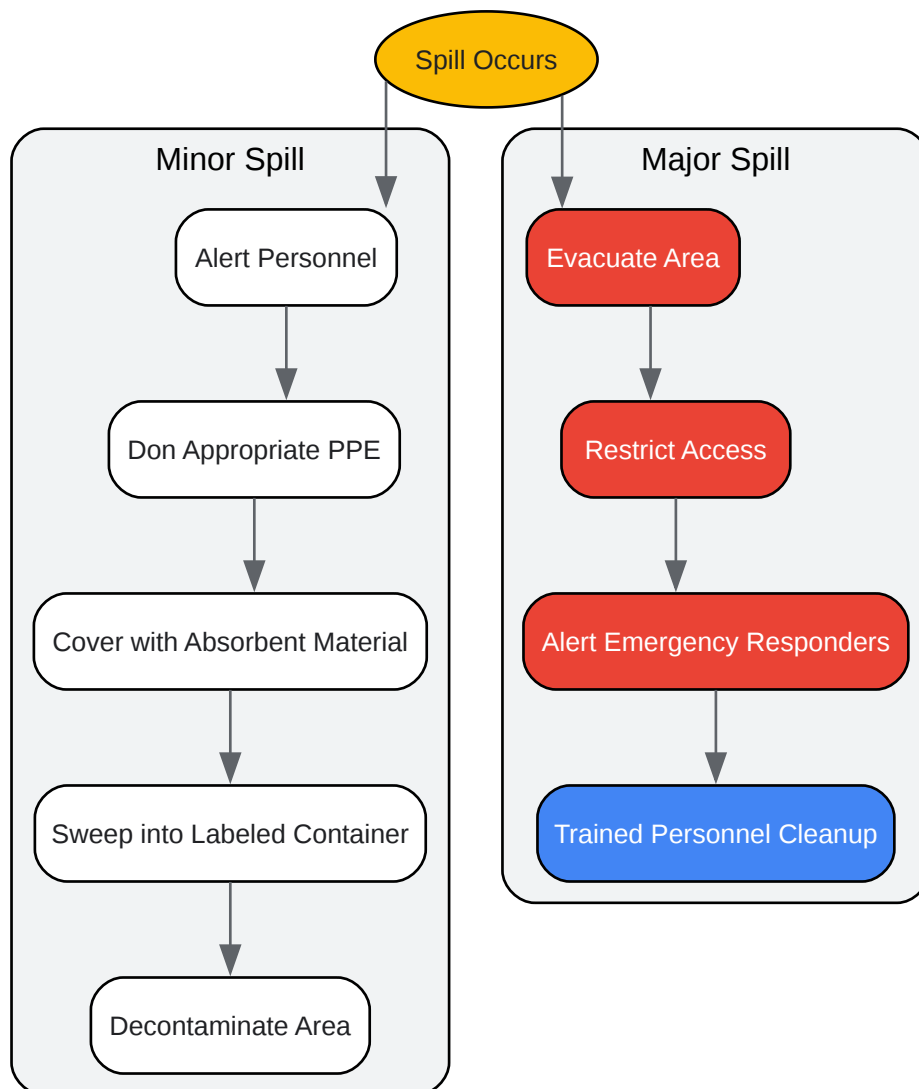 Spill Occurs
Minor Spill
Alert Personnel
Don Appropriate PPE
Cover with Absorbent Material
Sweep into Labeled Container
Decontaminate Area
Major Spill
Evacuate Area
Restrict Access
Alert Emergency Responders
Trained Personnel Cleanup